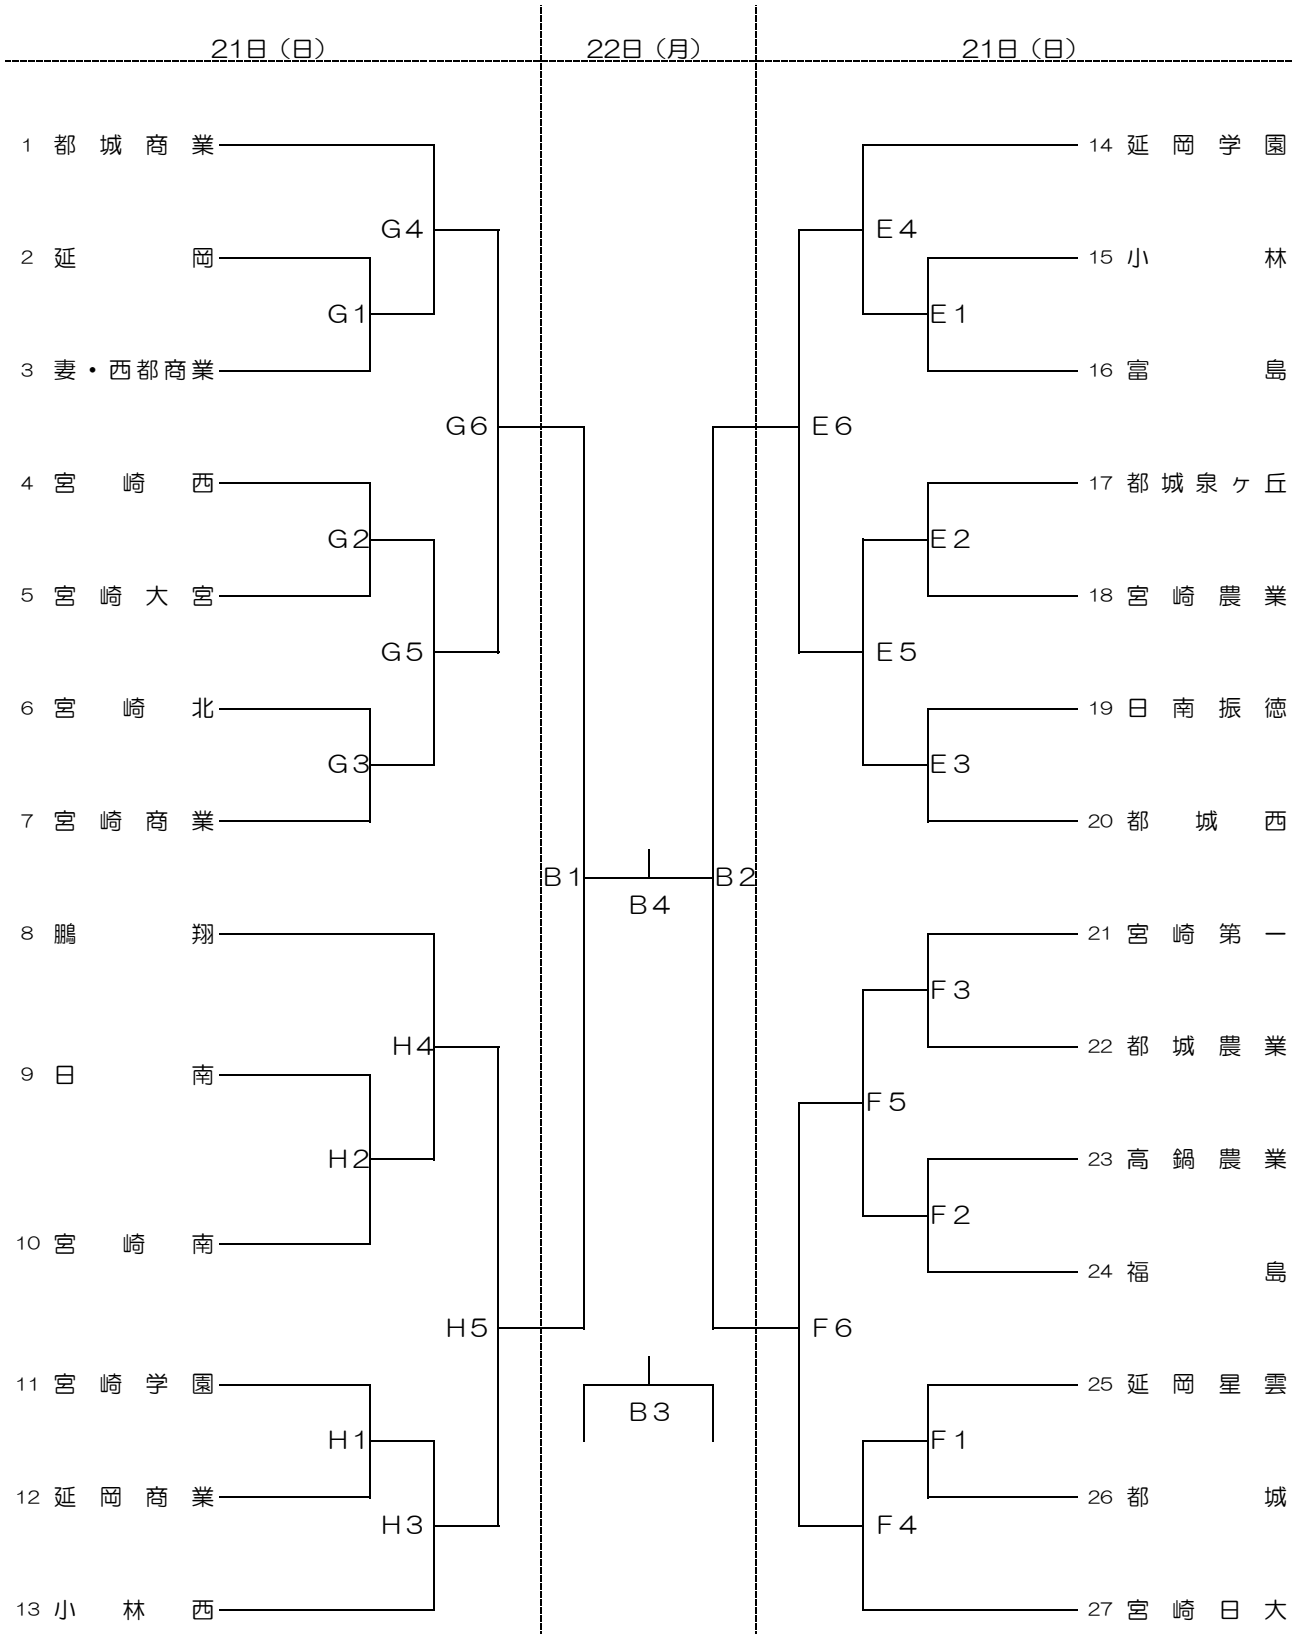 21日（日）
22日（月）
21日（日）
1 都城商業
2 延岡
3 妻・西都商業
4 宮崎西
5 宮崎大宮
6 宮崎北
7 宮崎商業
8 鵬翔
9 日南
10 宮崎南
11 宮崎学園
12 延岡商業
13 小林西
G4
G1
G6
G2
G5
G3
H4
H2
H5
H1
H3
B1
B4
B2
B3
E4
E1
E6
E2
E5
E3
F3
F5
F2
F6
F1
F4
14 延岡学園
15 小林
16 富島
17 都城泉ヶ丘
18 宮崎農業
19 日南振徳
20 都城西
21 宮崎第一
22 都城農業
23 高鍋農業
24 福島
25 延岡星雲
26 都城
27 宮崎日大